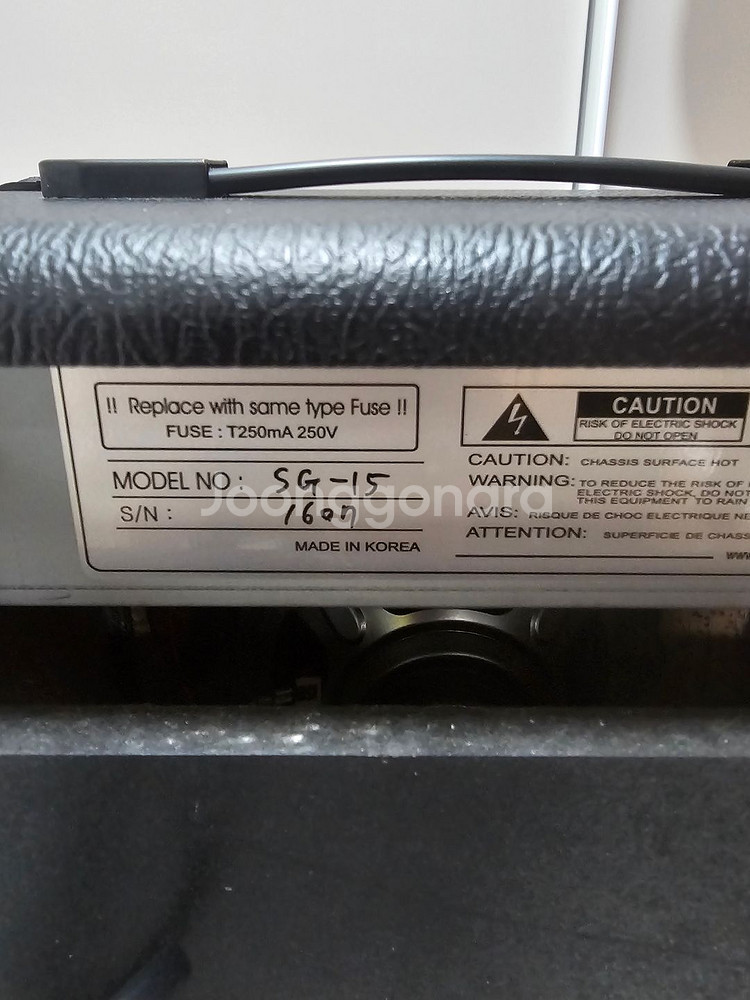 !! Replace with same type Fuse !!
FUSE : T250mA 250V
MODEL NO : SG-15
S/N : 1607
MADE IN KOREA
CAUTION
RISK OF ELECTRIC SHOCK
DO NOT OPEN
CAUTION: CHASSIS SURFACE HOT
WARNING: TO REDUCE THE RISK OF
ELECTRIC SHOCK, DO NOT
THIS EQUIPMENT TO RAIN
AVIS: RISQUE DE CHOC ELECTRIQUE NE
ATTENTION: SUPERFICIE DE CHASS
www.
Joonggonara